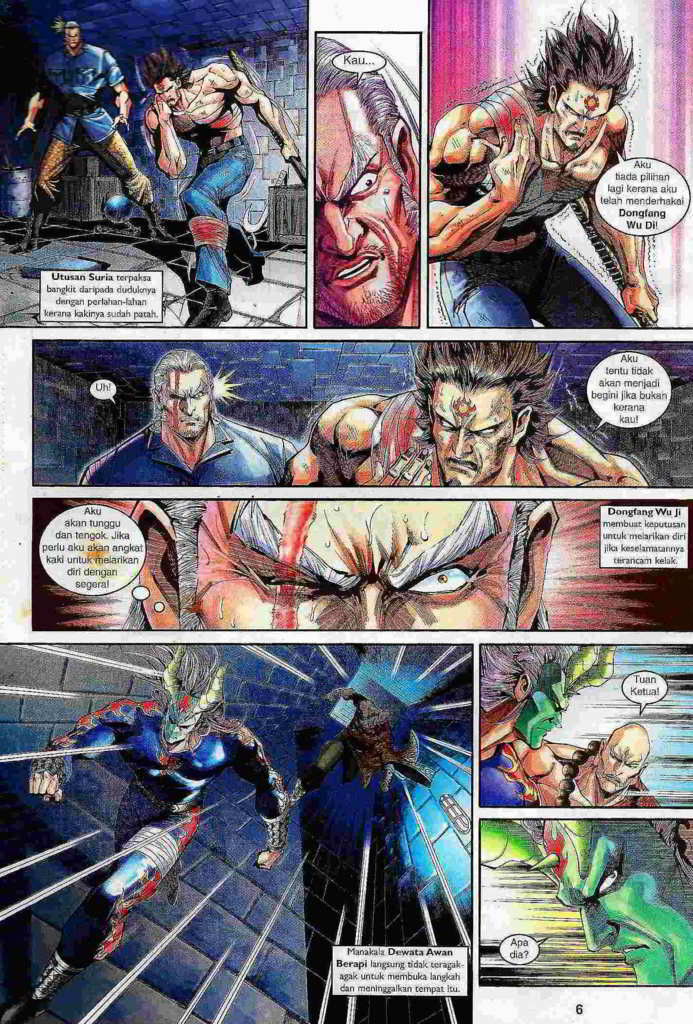 Utusan Suria terpaksa
bangkit daripada duduknya
dengan perlahan-lahan
kerana kakinya sudah patah.
Kau...
Aku
tiada pilihan
lagi kerana aku
telah menderhakai
Dongfang
Wu Di!
Uh!
Aku
tentu tidak
akan menjadi
begini jika bukan
kerana
kau!
Aku
akan tunggu
dan tengok. Jika
perlu aku akan angkat
kaki untuk melarikan
diri dengan
segera!
Dongfang Wu Ji
membuat keputusan
untuk melarikan diri
jika keselamatannya
terancam kelak.
Manakala Dewata Awan
Berapi langsung tidak teragak-
agak untuk membuka langkah
dan meninggalkan tempat itu.
Tuan
Ketua!
Apa
dia?
6